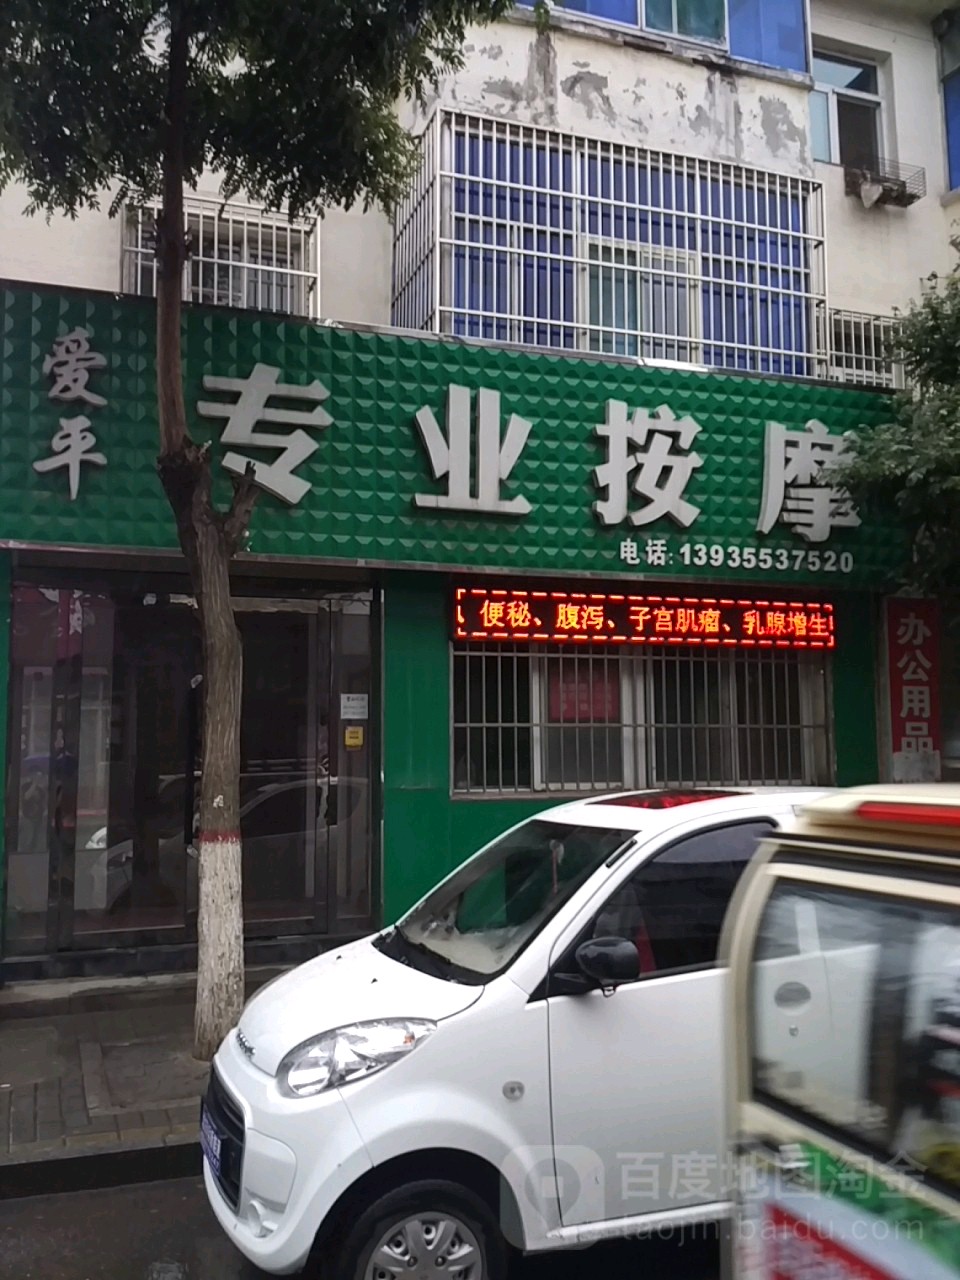 爱平
专业按摩
电话:13935537520
、便秘、腹泻、子宫肌瘤、乳腺增生
办公用品
百度地图淘金
taojin.baidu.com